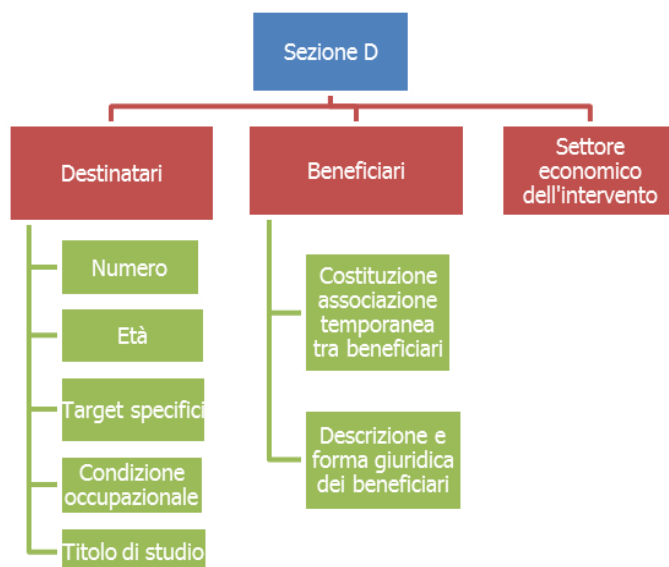 Sezione D
Destinatari
Beneficiari
Settore
economico
dell'intervento
Numero
Età
Target specifici
Condizione
occupazionale
Titolo di studio
Costituzione
associazione
temporanea
tra beneficiari
Descrizione e
forma giuridica
dei beneficiari